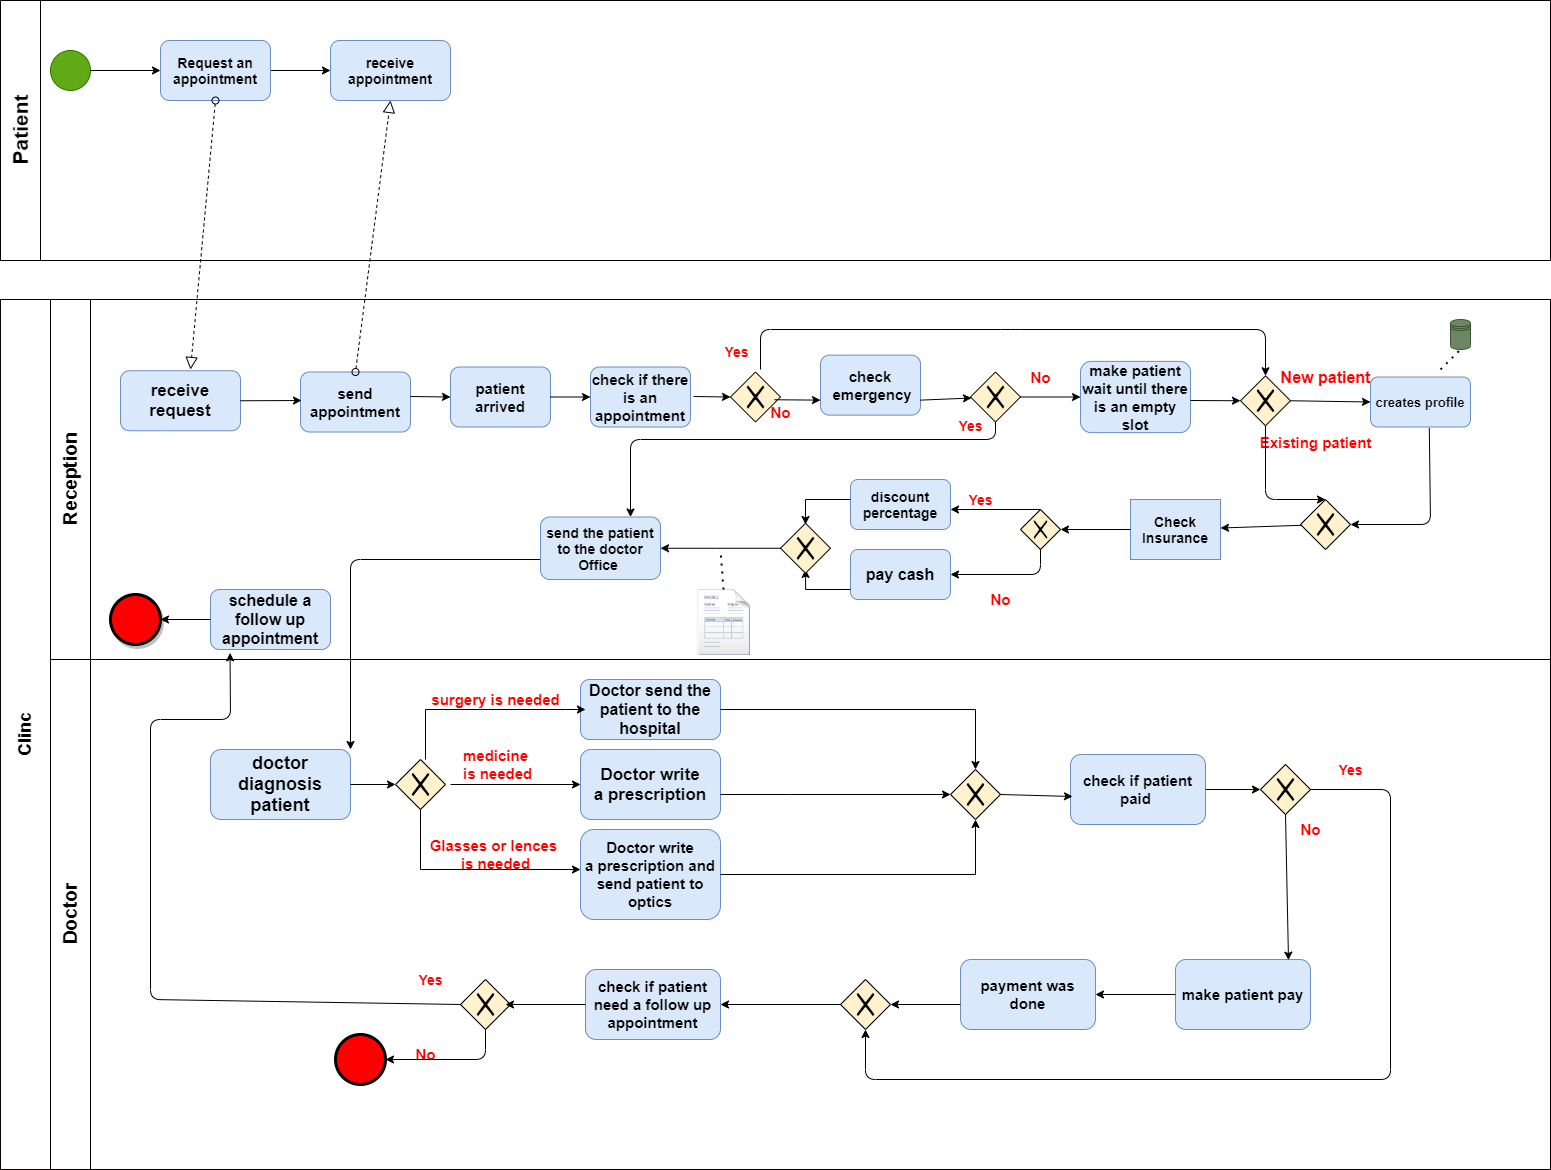 Patient
Request an
appointment
receive
appointment
Clinc
Reception
receive
request
send
appointment
patient
arrived
check if there
is an
appointment
Yes
No
check
emergency
No
Yes
make patient
wait until there
is an empty
slot
New patient
Existing patient
creates profile
send the patient
to the doctor
Office
discount
percentage
pay cash
Yes
No
Check
Insurance
INVOICE
schedule a
follow up
appointment
Doctor
doctor
diagnosis
patient
surgery is needed
medicine
is needed
Glasses or lences
is needed
Doctor send the
patient to the
hospital
Doctor write
a prescription
Doctor write
a prescription and
send patient to
optics
check if patient
paid
Yes
No
make patient pay
payment was
done
check if patient
need a follow up
appointment
Yes
No